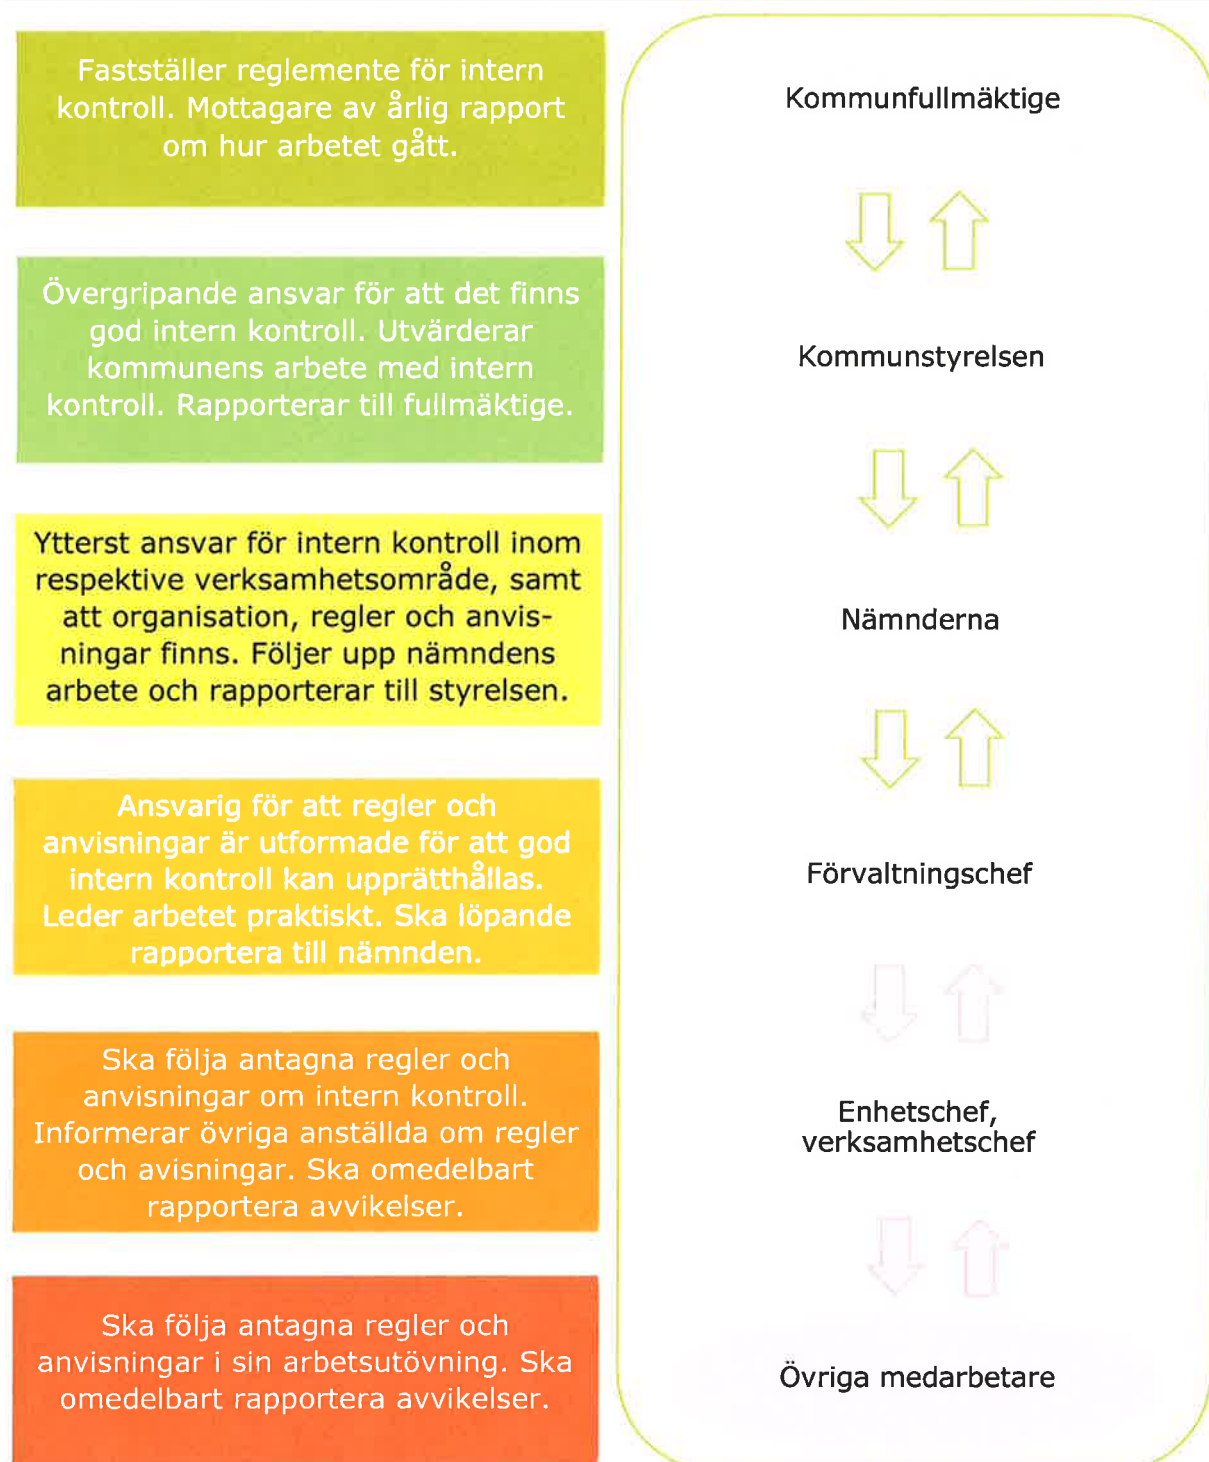 Fastställer reglemente för intern
kontroll. Mottagare av årlig rapport
om hur arbetet gått.
Kommunfullmäktige
Övergripande ansvar för att det finns
god intern kontroll. Utvärderar
kommunens arbete med intern
kontroll. Rapporterar till fullmäktige.
Kommunstyrelsen
Ytterst ansvar för intern kontroll inom
respektive verksamhetsområde, samt
att organisation, regler och anvis-
ningar finns. Följer upp nämndens
arbete och rapporterar till styrelsen.
Nämnderna
Ansvarig för att regler och
anvisningar är utformade för att god
intern kontroll kan upprätthållas.
Leder arbetet praktiskt. Ska löpande
rapportera till nämnden.
Förvaltningschef
Ska följa antagna regler och
anvisningar om intern kontroll.
Informerar övriga anställda om regler
och avisningar. Ska omedelbart
rapportera avvikelser.
Enhetschef,
verksamhetschef
Ska följa antagna regler och
anvisningar i sin arbetsutövning. Ska
omedelbart rapportera avvikelser.
Övriga medarbetare